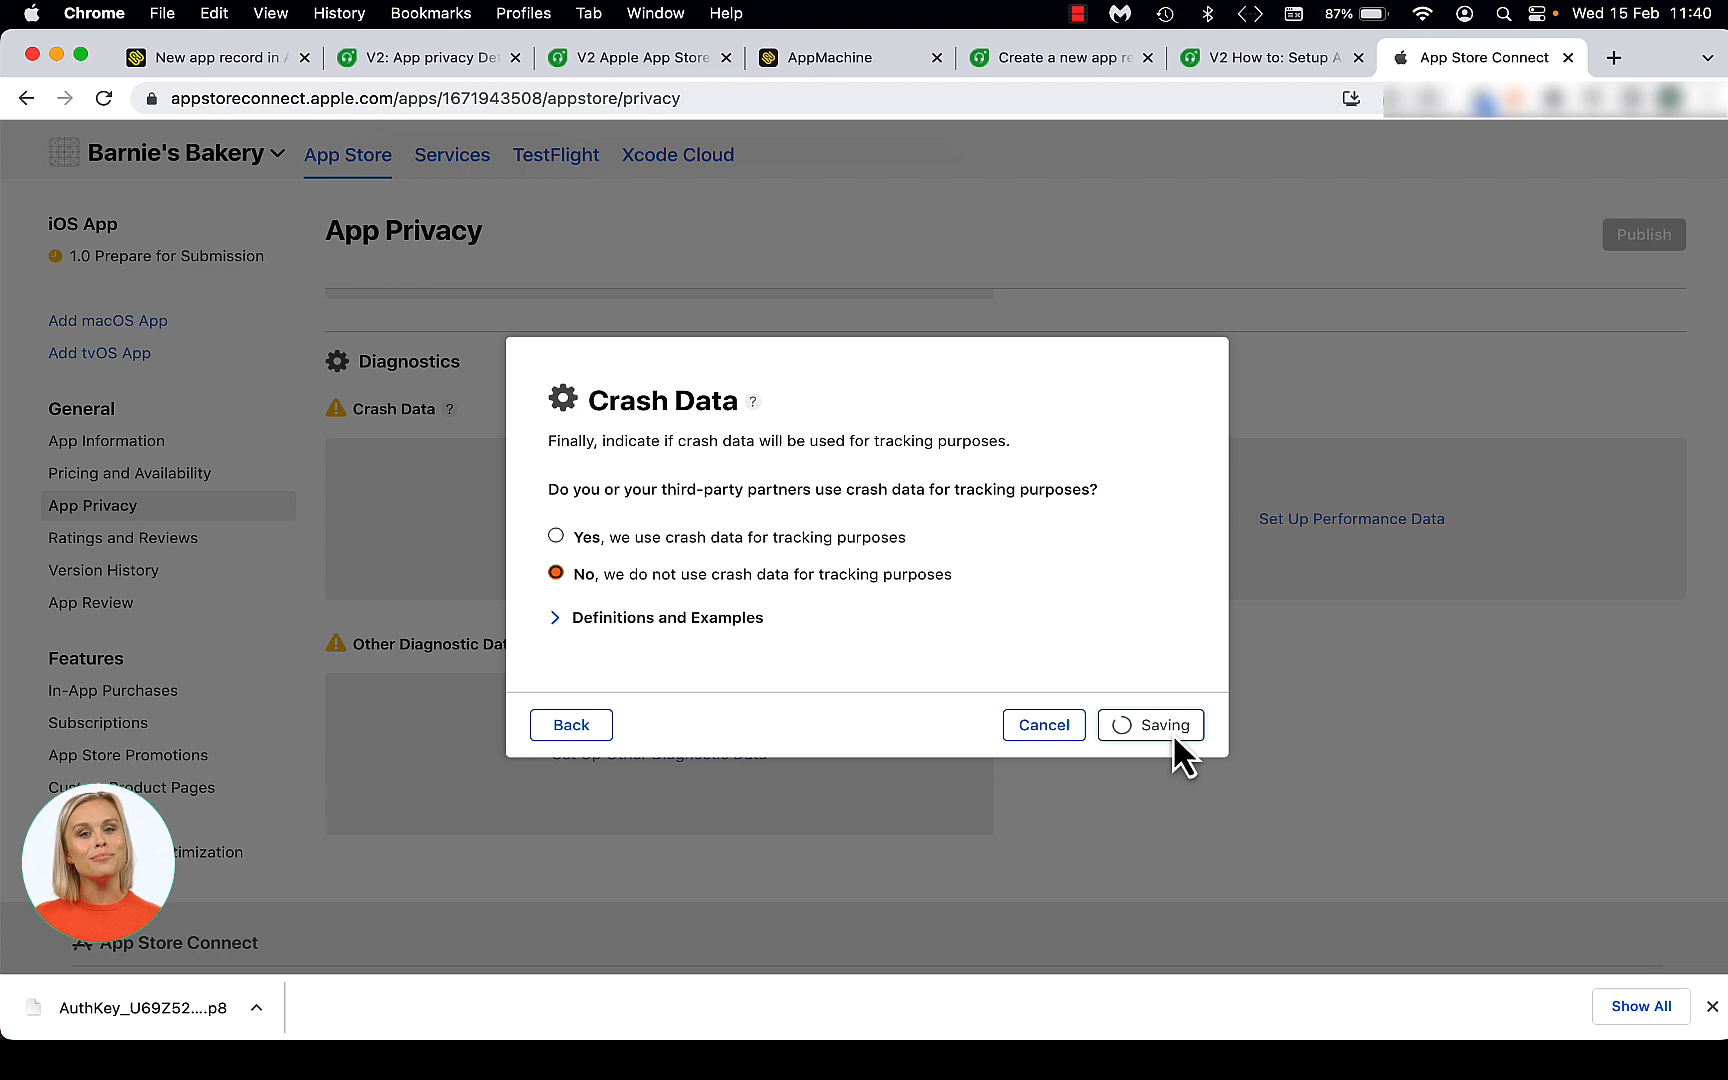 Chrome File Edit View History Bookmarks Profiles Tab Window Help 87% Wed 15 Feb 11:40
New app record in A V2: App privacy Det V2 Apple App Store AppMachine Create a new app re V2 How to: Setup A App Store Connect
appstoreconnect.apple.com/apps/1671943508/appstore/privacy
Barnie's Bakery App Store Services TestFlight Xcode Cloud
iOS App
1.0 Prepare for Submission
Add macOS App
Add tvOS App
General
App Information
Pricing and Availability
App Privacy
Ratings and Reviews
Version History
App Review
Features
In-App Purchases
Subscriptions
App Store Promotions
Product Pages
timization
App Privacy
Publish
Diagnostics
Crash Data ?
Set Up Performance Data
Other Diagnostic Dat
Set Up Other Diagnostic Data
Crash Data ?
Finally, indicate if crash data will be used for tracking purposes.
Do you or your third-party partners use crash data for tracking purposes?
Yes, we use crash data for tracking purposes
No, we do not use crash data for tracking purposes
Definitions and Examples
Back Cancel Saving
App Store Connect
AuthKey_U69Z52....p8 Show All